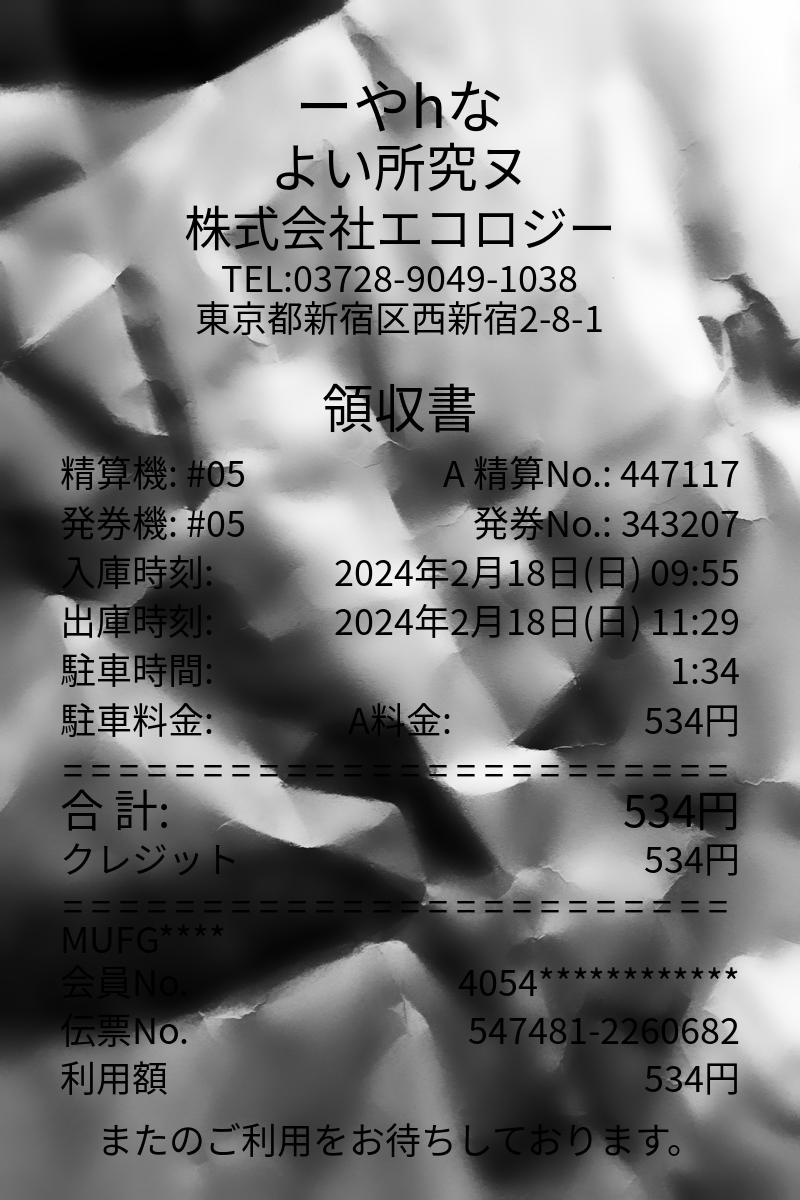 ーやhな
よい所究ヌ
株式会社エコロジー
TEL:03728-9049-1038
東京都新宿区西新宿2-8-1
領収書
精算機: #05 A 精算No.: 447117
発券機: #05 発券No.: 343207
入庫時刻: 2024年2月18日(日) 09:55
出庫時刻: 2024年2月18日(日) 11:29
駐車時間: 1:34
駐車料金: A料金: 534円
========================
合 計: 534円
クレジット 534円
========================
MUFG****
会員No. 4054************
伝票No. 547481-2260682
利用額 534円
またのご利用をお待ちしております。